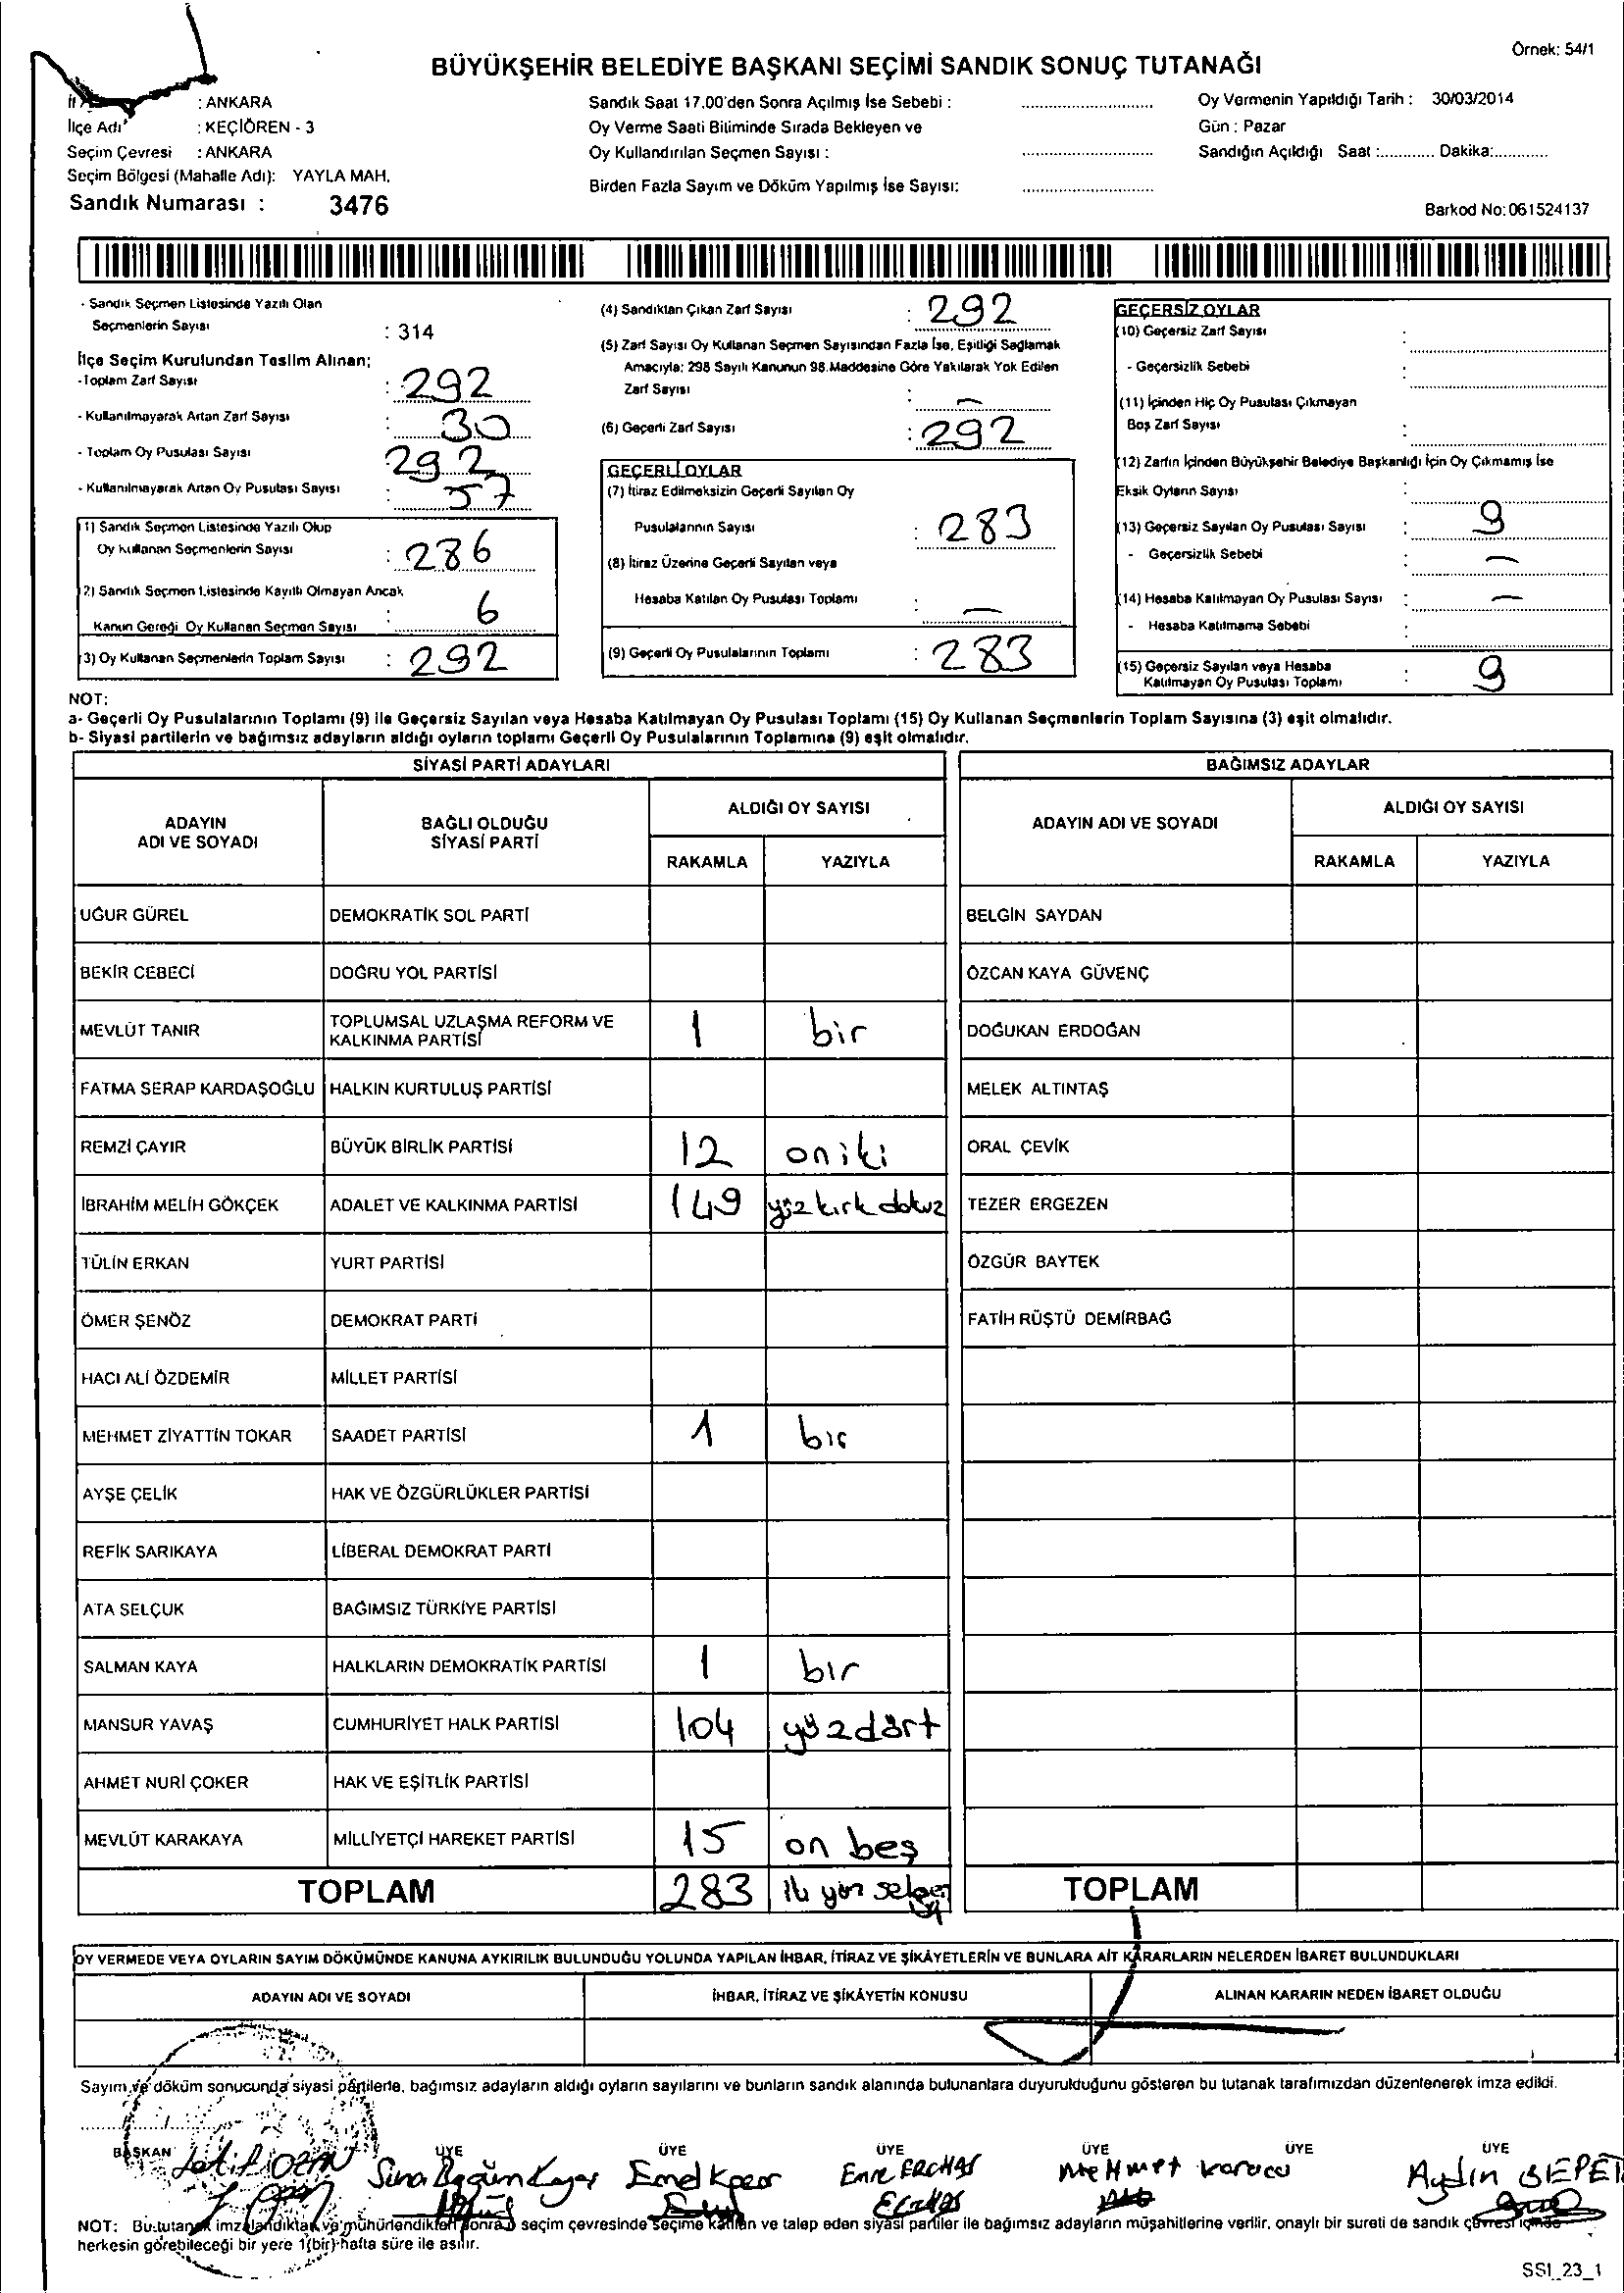 Örnek: 54/1
BÜYÜKŞEHİR BELEDİYE BAŞKANI SEÇİMİ SANDIK SONUÇ TUTANAĞI
: ANKARA
İlçe Adı : KEÇİÖREN - 3
Seçim Çevresi : ANKARA
Seçim Bölgesi (Mahalle Adı): YAYLA MAH.
Sandık Numarası : 3476
Sandık Saat 17.00'den Sonra Açılmış İse Sebebi :
Oy Verme Saati Bitiminde Sırada Bekleyen ve
Oy Kullandırılan Seçmen Sayısı :
Birden Fazla Sayım ve Döküm Yapılmış İse Sayısı:
Oy Vermenin Yapıldığı Tarih : 30/03/2014
Gün : Pazar
Sandığın Açıldığı Saat :............ Dakika:............
Barkod No:061524137
- Sandık Seçmen Listesinde Yazılı Olan
Seçmenlerin Sayısı : 314
İlçe Seçim Kurulundan Teslim Alınan;
-Toplam Zarf Sayısı : 292
- Kullanılmayarak Artan Zarf Sayısı : 30
- Toplam Oy Pusulası Sayısı 292
- Kullanılmayarak Artan Oy Pusulası Sayısı : 57
1) Sandık Seçmen Listesinde Yazılı Olup
Oy Kullanan Seçmenlerin Sayısı : 286
2) Sandık Seçmen Listesinde Kayıtlı Olmayan Ancak
Kanun Gereği Oy Kullanan Seçmen Sayısı : 6
3) Oy Kullanan Seçmenlerin Toplam Sayısı : 292
(4) Sandıktan Çıkan Zarf Sayısı : 292
(5) Zarf Sayısı Oy Kullanan Seçmen Sayısından Fazla İse, Eşitliği Sağlamak
Amacıyla; 298 Sayılı Kanunun 98.Maddesine Göre Yakılarak Yok Edilen
Zarf Sayısı : –
(6) Geçerli Zarf Sayısı : 292
GEÇERLİ OYLAR
(7) İtiraz Edilmeksizin Geçerli Sayılan Oy
Pusulalarının Sayısı : 283
(8) İtiraz Üzerine Geçerli Sayılan veya
Hesaba Katılan Oy Pusulası Toplamı : –
(9) Geçerli Oy Pusulalarının Toplamı : 283
GEÇERSİZ OYLAR
(10) Geçersiz Zarf Sayısı :
- Geçersizlik Sebebi :
(11) İçinden Hiç Oy Pusulası Çıkmayan
Boş Zarf Sayısı :
(12) Zarfın İçinden Büyükşehir Belediye Başkanlığı İçin Oy Çıkmamış İse
Eksik Oyların Sayısı :
(13) Geçersiz Sayılan Oy Pusulası Sayısı : 9
- Geçersizlik Sebebi : –
(14) Hesaba Katılmayan Oy Pusulası Sayısı : –
- Hesaba Katılmama Sebebi :
(15) Geçersiz Sayılan veya Hesaba
Katılmayan Oy Pusulası Toplamı : 9
NOT:
a- Geçerli Oy Pusulalarının Toplamı (9) ile Geçersiz Sayılan veya Hesaba Katılmayan Oy Pusulası Toplamı (15) Oy Kullanan Seçmenlerin Toplam Sayısına (3) eşit olmalıdır.
b- Siyasi partilerin ve bağımsız adayların aldığı oyların toplamı Geçerli Oy Pusulalarının Toplamına (9) eşit olmalıdır.
SİYASİ PARTİ ADAYLARI
ADAYIN ADI VE SOYADI
BAĞLI OLDUĞU SİYASİ PARTİ
ALDIĞI OY SAYISI
RAKAMLA YAZIYLA
UĞUR GÜREL DEMOKRATİK SOL PARTİ
BEKİR CEBECİ DOĞRU YOL PARTİSİ
MEVLÜT TANIR TOPLUMSAL UZLAŞMA REFORM VE KALKINMA PARTİSİ 1 bir
FATMA SERAP KARDAŞOĞLU HALKIN KURTULUŞ PARTİSİ
REMZİ ÇAYIR BÜYÜK BİRLİK PARTİSİ 12 oniki
İBRAHİM MELİH GÖKÇEK ADALET VE KALKINMA PARTİSİ 149 yüzkırkdokuz
TÜLİN ERKAN YURT PARTİSİ
ÖMER ŞENÖZ DEMOKRAT PARTİ
HACI ALİ ÖZDEMİR MİLLET PARTİSİ
MEHMET ZİYATTİN TOKAR SAADET PARTİSİ 1 bir
AYŞE ÇELİK HAK VE ÖZGÜRLÜKLER PARTİSİ
REFİK SARIKAYA LİBERAL DEMOKRAT PARTİ
ATA SELÇUK BAĞIMSIZ TÜRKİYE PARTİSİ
SALMAN KAYA HALKLARIN DEMOKRATİK PARTİSİ 1 bır
MANSUR YAVAŞ CUMHURİYET HALK PARTİSİ 104 yüzdört
AHMET NURİ ÇOKER HAK VE EŞİTLİK PARTİSİ
MEVLÜT KARAKAYA MİLLİYETÇİ HAREKET PARTİSİ 15 on beş
TOPLAM 283
BAĞIMSIZ ADAYLAR
ADAYIN ADI VE SOYADI
ALDIĞI OY SAYISI
RAKAMLA YAZIYLA
BELGİN SAYDAN
ÖZCAN KAYA GÜVENÇ
DOĞUKAN ERDOĞAN
MELEK ALTINTAŞ
ORAL ÇEVİK
TEZER ERGEZEN
ÖZGÜR BAYTEK
FATİH RÜŞTÜ DEMİRBAĞ
TOPLAM
OY VERMEDE VEYA OYLARIN SAYIM DÖKÜMÜNDE KANUNA AYKIRILIK BULUNDUĞU YOLUNDA YAPILAN İHBAR, İTİRAZ VE ŞİKÂYETLERİN VE BUNLARA AİT KARARLARIN NELERDEN İBARET BULUNDUKLARI
ADAYIN ADI VE SOYADI İHBAR, İTİRAZ VE ŞİKÂYETİN KONUSU ALINAN KARARIN NEDEN İBARET OLDUĞU
Sayım ve döküm sonucunda siyasi partilerle, bağımsız adayların aldığı oyların sayılarını ve bunların sandık alanında bulunanlara duyurulduğunu gösteren bu tutanak tarafımızdan düzenlenerek imza edildi.
BAŞKAN ÜYE ÜYE ÜYE ÜYE ÜYE ÜYE
Emre Mehmet Aydın
NOT: Bu tutanak imzalandıktan ve mühürlendikten sonra seçim çevresinde seçime katılan ve talep eden siyasi partiler ile bağımsız adayların müşahitlerine verilir, onaylı bir sureti de sandık çevresi içinde
herkesin görebileceği bir yere 1(bir) hafta süre ile asılır.
SSI_23_1